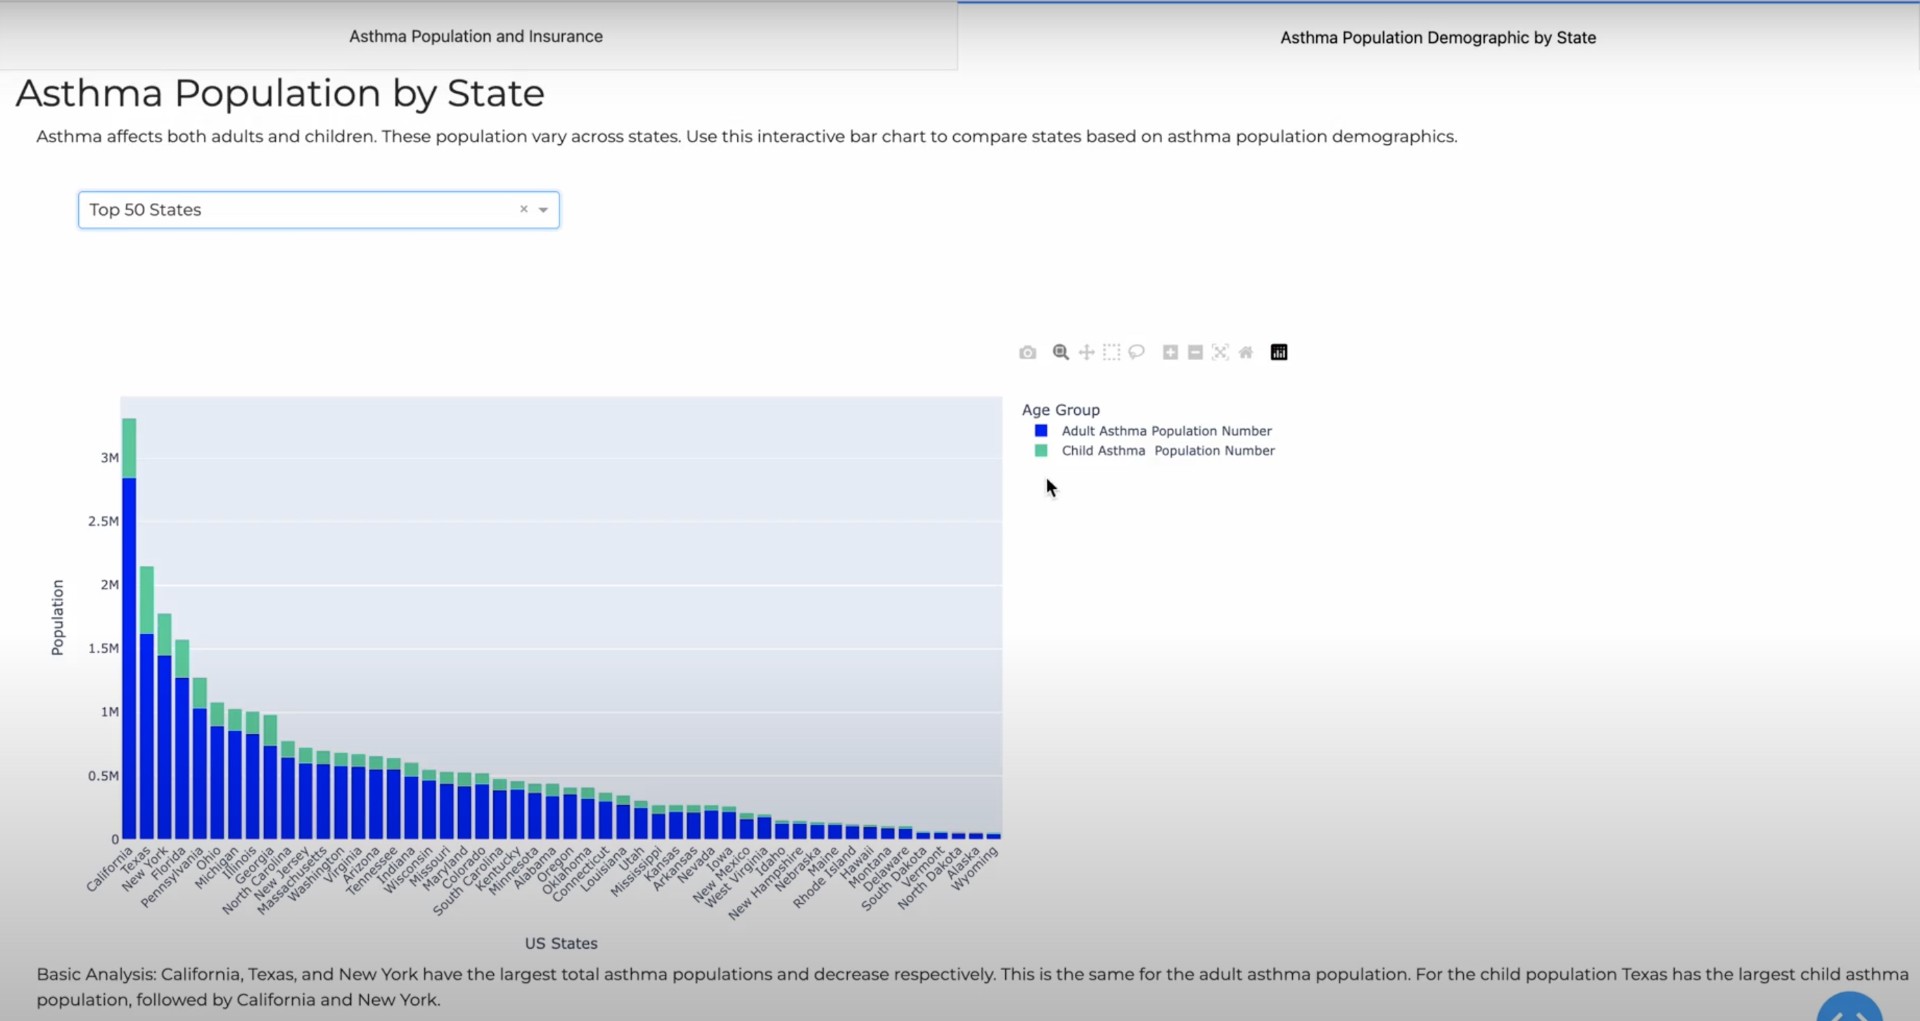 Asthma Population and Insurance
Asthma Population Demographic by State
Asthma Population by State
Asthma affects both adults and children. These population vary across states. Use this interactive bar chart to compare states based on asthma population demographics.
Top 50 States
Age Group
Adult Asthma Population Number
Child Asthma Population Number
Population
3M
2.5M
2M
1.5M
1M
0.5M
0
California
Texas
New York
Florida
Pennsylvania
Ohio
Michigan
Illinois
Georgia
North Carolina
New Jersey
Massachusetts
Washington
Virginia
Arizona
Tennessee
Indiana
Wisconsin
Missouri
Maryland
Colorado
South Carolina
Kentucky
Minnesota
Alabama
Oregon
Oklahoma
Connecticut
Louisiana
Utah
Mississippi
Kansas
Arkansas
Nevada
Iowa
New Mexico
West Virginia
Idaho
New Hampshire
Nebraska
Maine
Rhode Island
Hawaii
Montana
Delaware
South Dakota
Vermont
North Dakota
Alaska
Wyoming
US States
Basic Analysis: California, Texas, and New York have the largest total asthma populations and decrease respectively. This is the same for the adult asthma population. For the child population Texas has the largest child asthma
population, followed by California and New York.